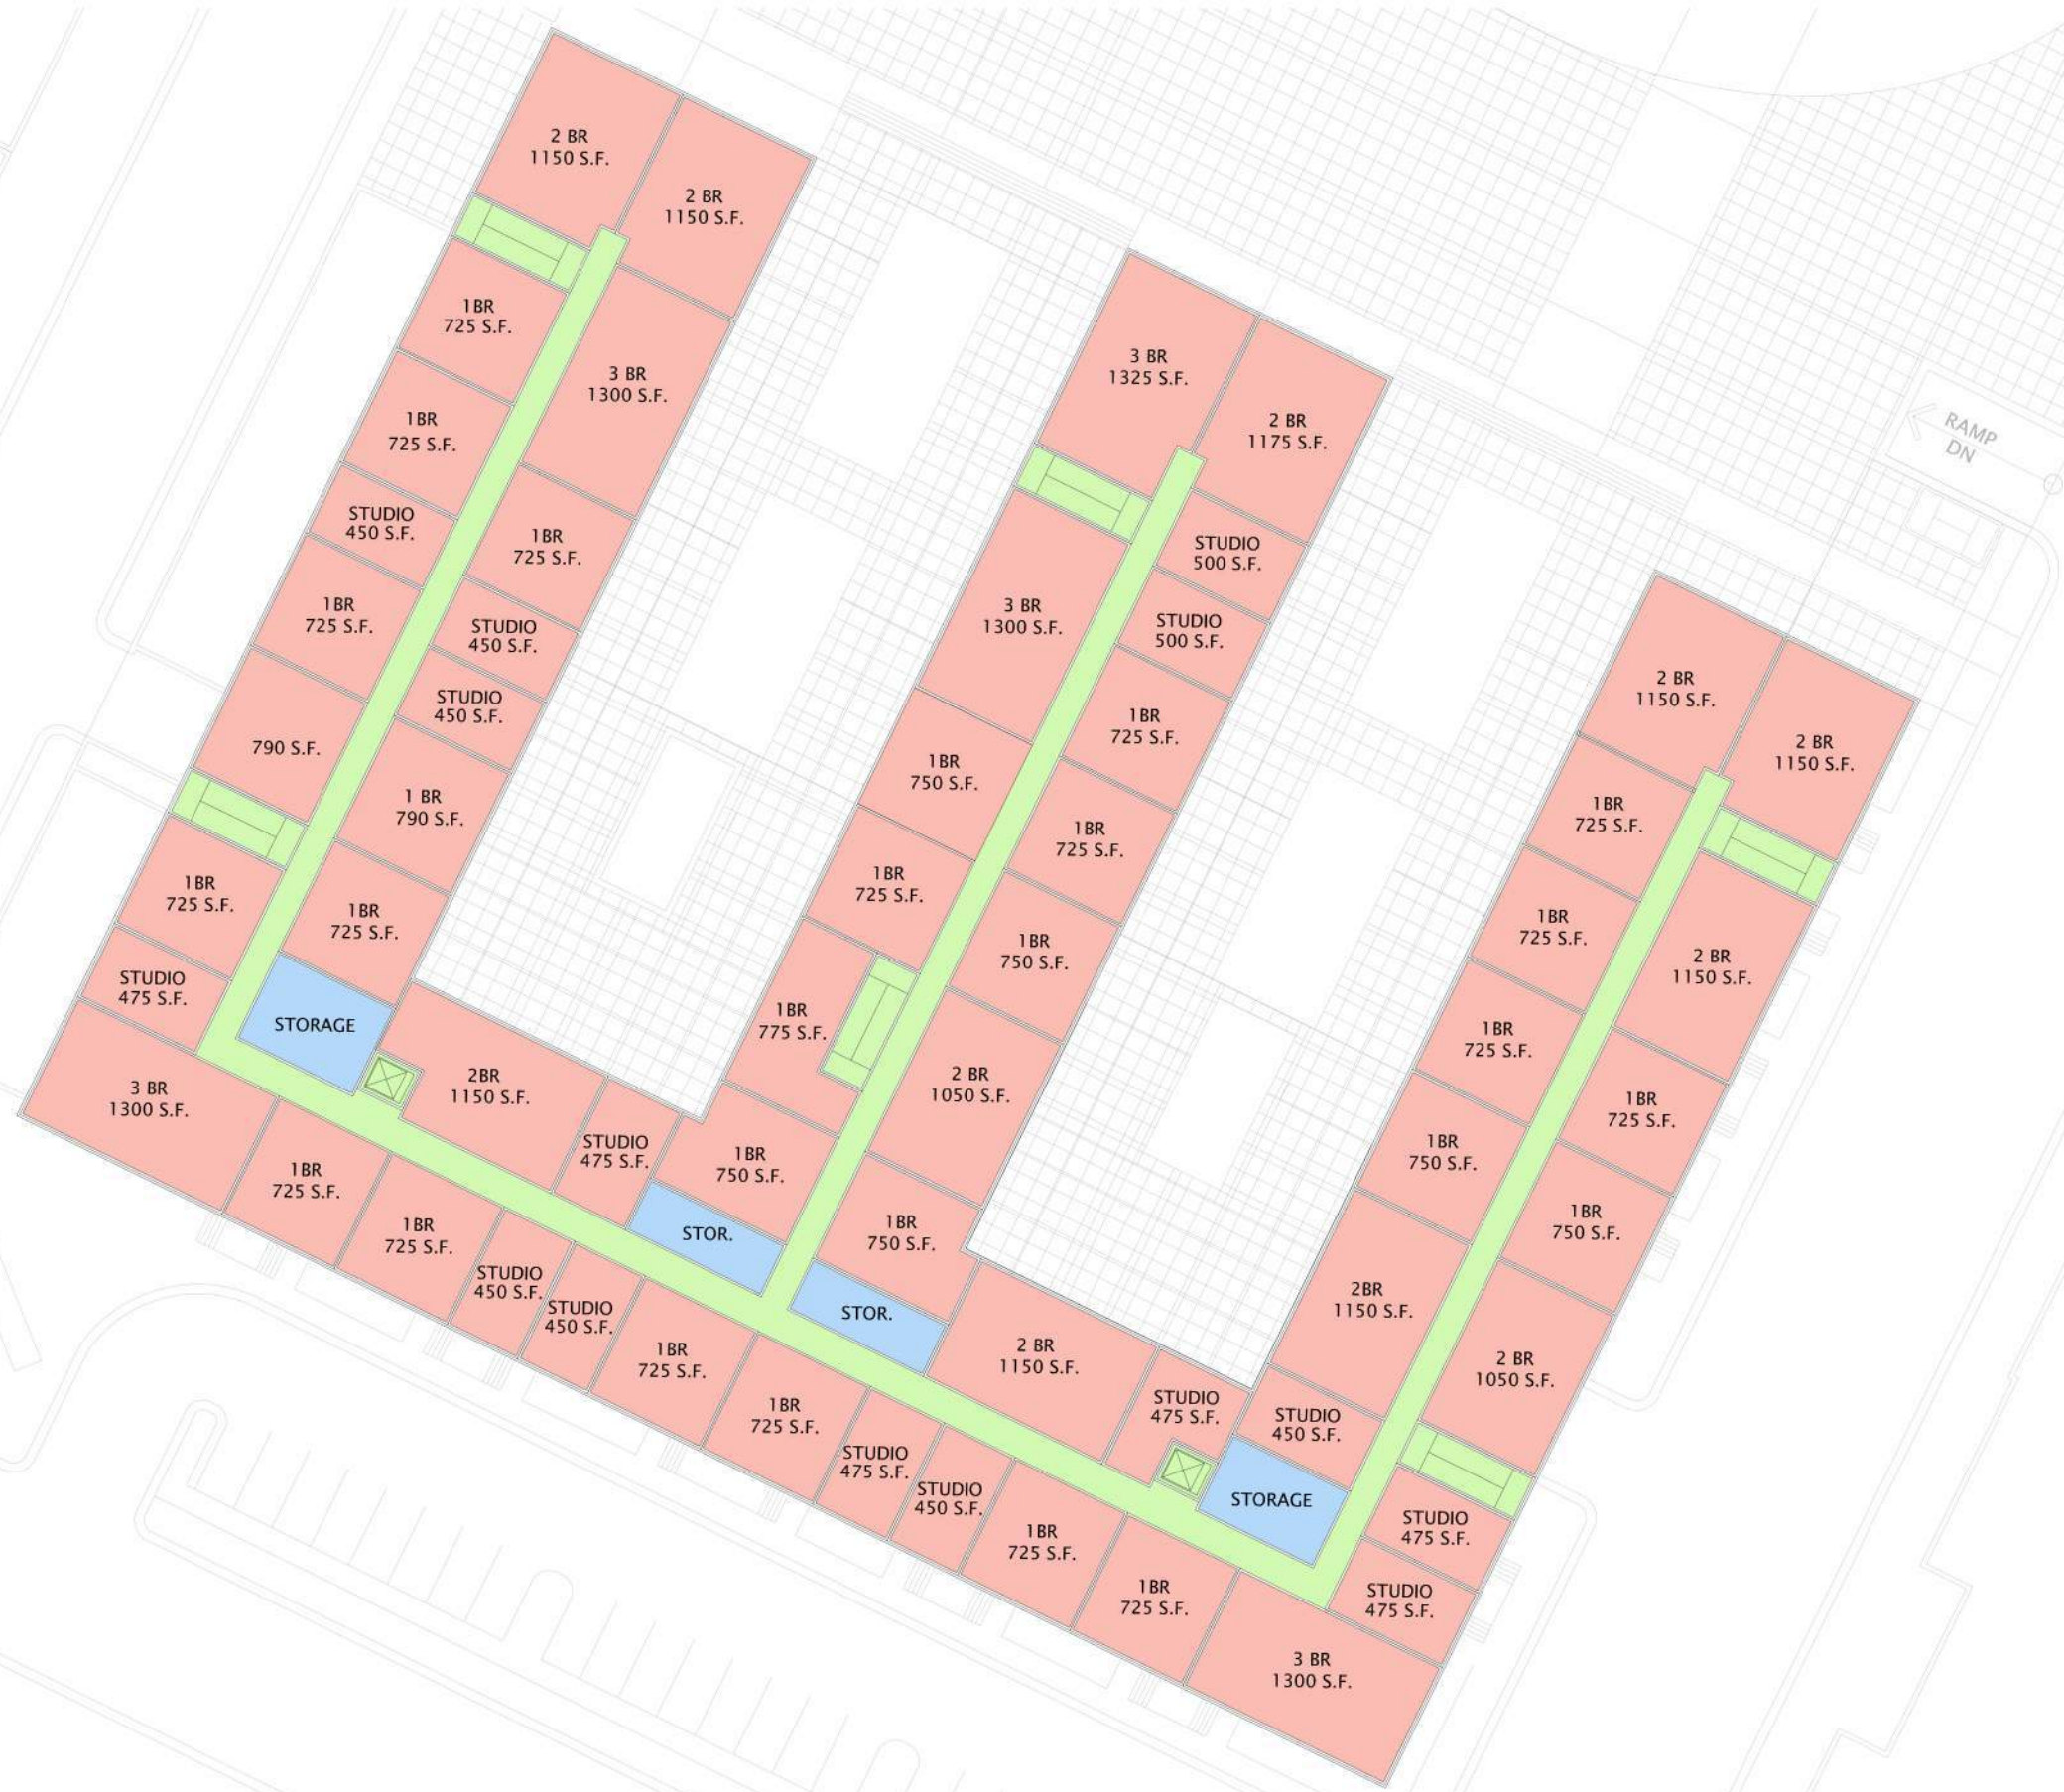 2 BR
1150 S.F.
2 BR
1150 S.F.
1BR
725 S.F.
3 BR
1300 S.F.
1BR
725 S.F.
STUDIO
450 S.F.
1BR
725 S.F.
1BR
725 S.F.
STUDIO
450 S.F.
STUDIO
450 S.F.
790 S.F.
1 BR
790 S.F.
1BR
725 S.F.
1BR
725 S.F.
STUDIO
475 S.F.
STORAGE
3 BR
1300 S.F.
2BR
1150 S.F.
STUDIO
475 S.F.
1BR
725 S.F.
1BR
725 S.F.
STUDIO
450 S.F.
STUDIO
450 S.F.
1BR
725 S.F.
1BR
725 S.F.
STUDIO
475 S.F.
STUDIO
450 S.F.
1BR
725 S.F.
1BR
725 S.F.
3 BR
1300 S.F.
3 BR
1325 S.F.
2 BR
1175 S.F.
STUDIO
500 S.F.
3 BR
1300 S.F.
STUDIO
500 S.F.
1BR
725 S.F.
1BR
750 S.F.
1BR
725 S.F.
1BR
725 S.F.
1BR
750 S.F.
1BR
775 S.F.
2 BR
1050 S.F.
1BR
750 S.F.
STOR.
1BR
750 S.F.
STOR.
2 BR
1150 S.F.
STUDIO
475 S.F.
2 BR
1150 S.F.
2 BR
1150 S.F.
1BR
725 S.F.
1BR
725 S.F.
2 BR
1150 S.F.
1BR
725 S.F.
1BR
725 S.F.
1BR
750 S.F.
1BR
750 S.F.
2BR
1150 S.F.
2 BR
1050 S.F.
STUDIO
450 S.F.
STORAGE
STUDIO
475 S.F.
STUDIO
475 S.F.
RAMP
DN